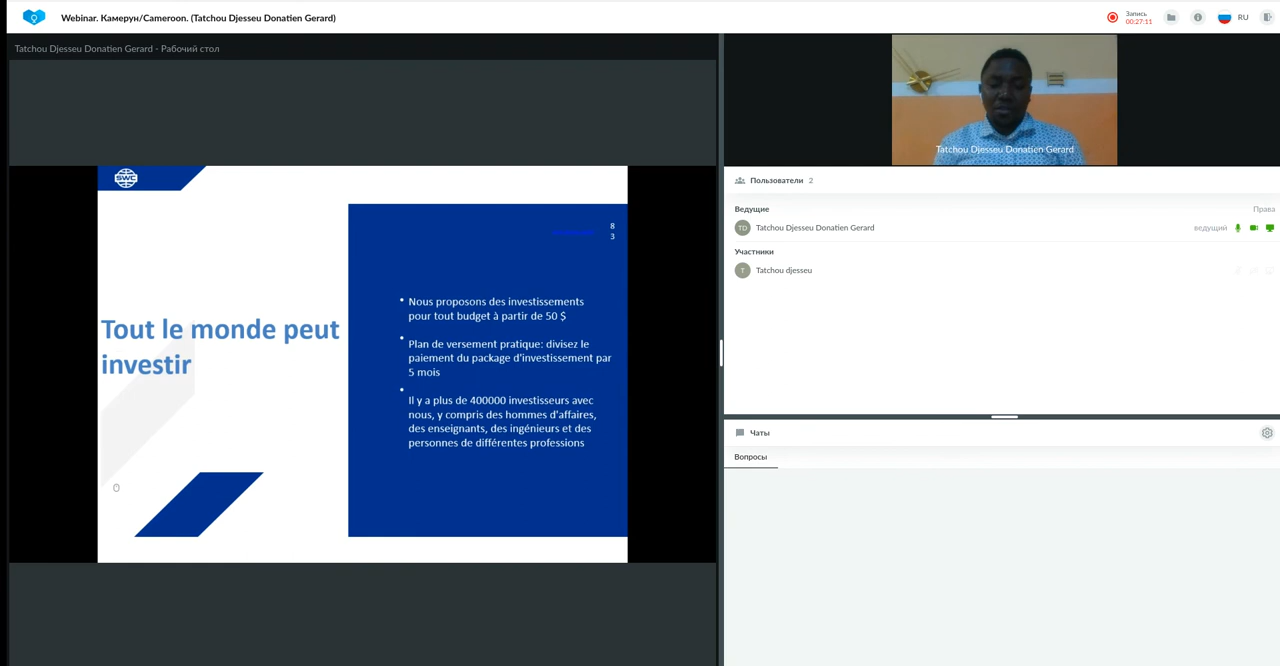 Webinar. Камерун/Cameroon. (Tatchou Djesseu Donatien Gerard)
Запись
00:27:11
RU
Tatchou Djesseu Donatien Gerard - Рабочий стол
SWC
8
3
Tout le monde peut
investir
• Nous proposons des investissements
pour tout budget à partir de 50 $
• Plan de versement pratique: divisez le
paiement du package d'investissement par
5 mois
•
Il y a plus de 400000 investisseurs avec
nous, y compris des hommes d'affaires,
des enseignants, des ingénieurs et des
personnes de différentes professions
Tatchou Djesseu Donatien Gerard
Пользователи 2
Ведущие
Права
TD Tatchou Djesseu Donatien Gerard
ведущий
Участники
T Tatchou djesseu
Чаты
Вопросы